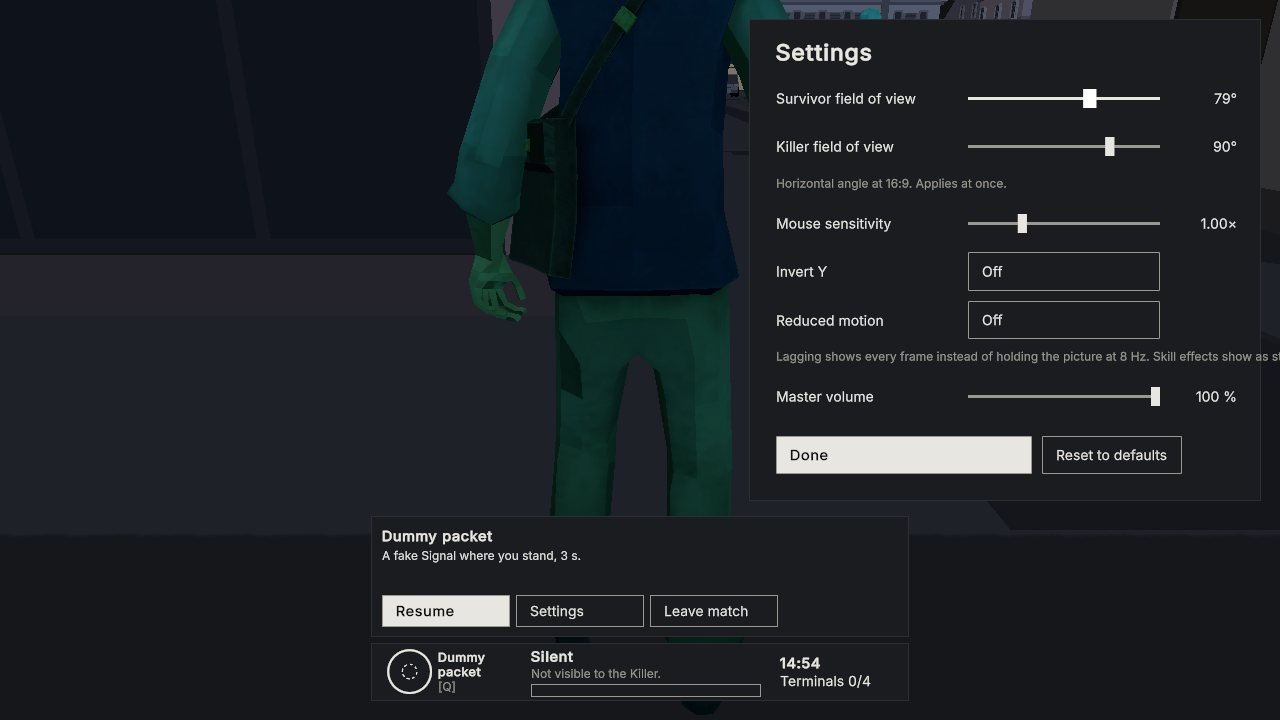 Settings
Survivor field of view 79°
Killer field of view 90°
Horizontal angle at 16:9. Applies at once.
Mouse sensitivity 1.00×
Invert Y Off
Reduced motion Off
Lagging shows every frame instead of holding the picture at 8 Hz. Skill effects show as
Master volume 100 %
Done Reset to defaults
Dummy packet
A fake Signal where you stand, 3 s.
Resume Settings Leave match
Dummy packet
[Q]
Silent
Not visible to the Killer.
14:54
Terminals 0/4